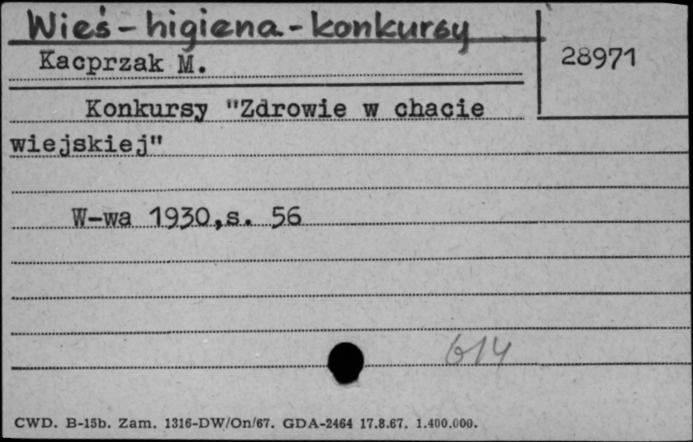 Wieś - higiena - konkursy
Kacprzak M.
28971
Konkursy "Zdrowie w chacie
wiejskiej"
W-wa 1930,s. 56
614
CWD. B-15b. Zam. 1316-DW/On/67. GDA-2464 17.8.67. 1.400.000.